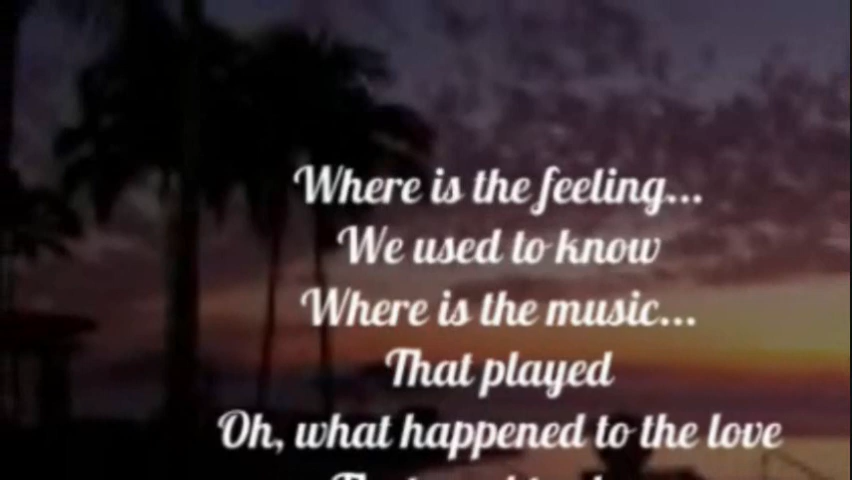 Where is the feeling...
We used to know
Where is the music...
That played
Oh, what happened to the love